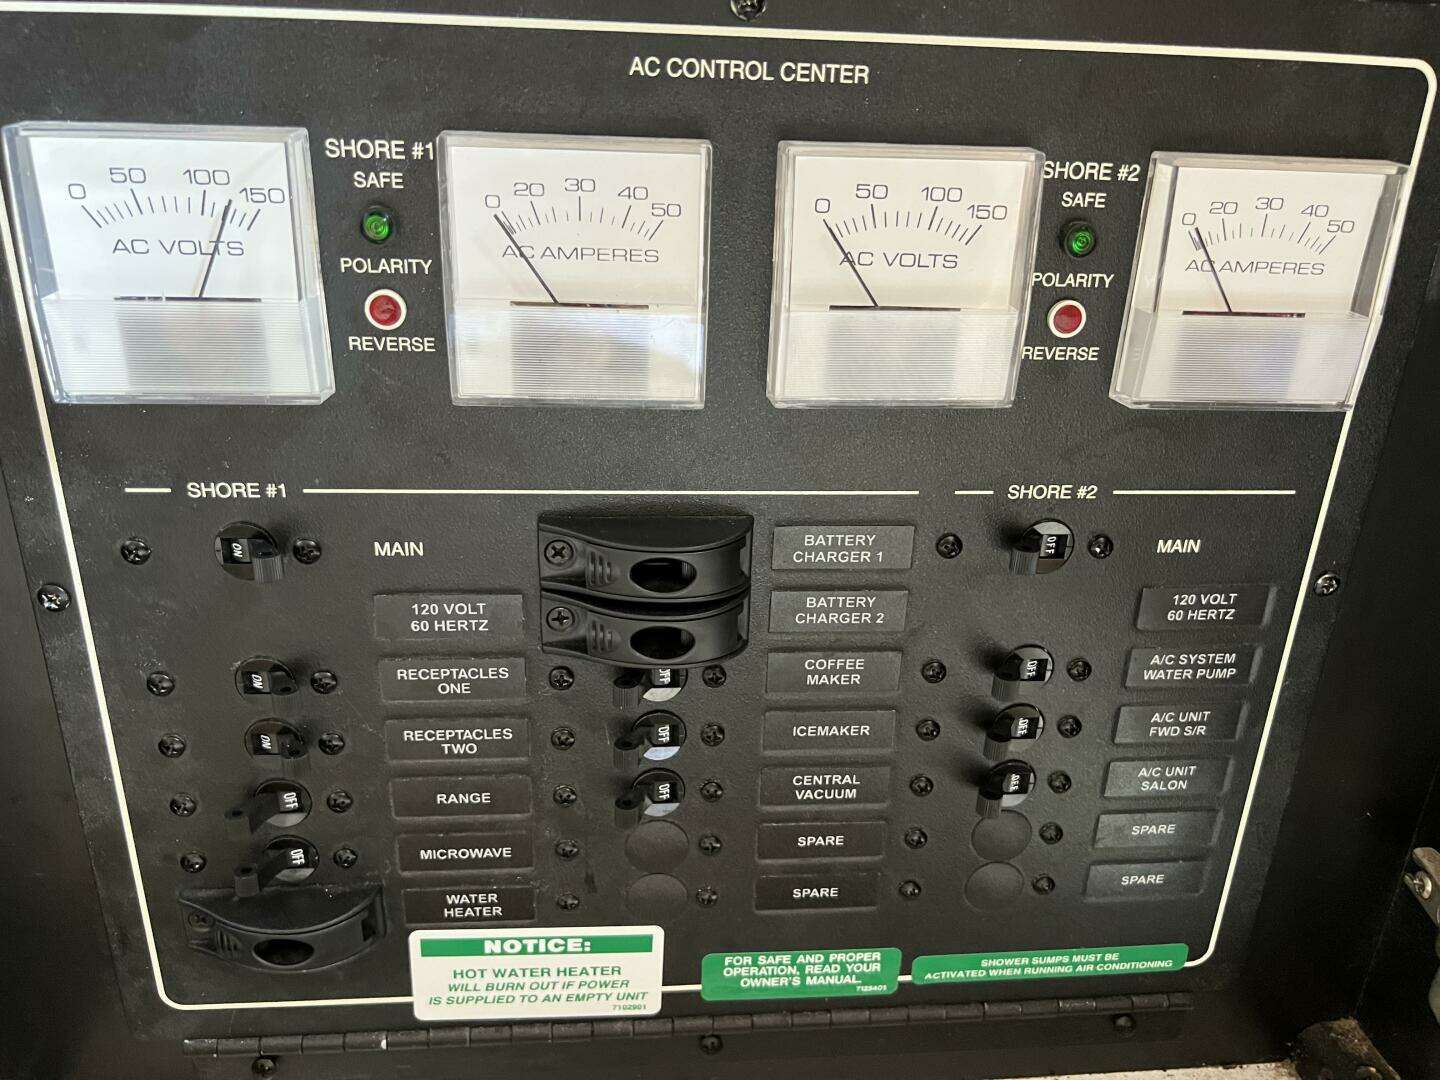 AC CONTROL CENTER
0 50 100 150
AC VOLTS
SHORE #1
SAFE
POLARITY
REVERSE
0 20 30 40 50
AC AMPERES
0 50 100 150
AC VOLTS
SHORE #2
SAFE
POLARITY
REVERSE
0 20 30 40 50
AC AMPERES
SHORE #1
ON
MAIN
120 VOLT
60 HERTZ
ON
RECEPTACLES
ONE
ON
RECEPTACLES
TWO
OFF
RANGE
OFF
MICROWAVE
WATER
HEATER
BATTERY
CHARGER 1
BATTERY
CHARGER 2
OFF
COFFEE
MAKER
OFF
ICEMAKER
OFF
CENTRAL
VACUUM
SPARE
SPARE
SHORE #2
OFF
MAIN
120 VOLT
60 HERTZ
OFF
A/C SYSTEM
WATER PUMP
OFF
A/C UNIT
FWD S/R
OFF
A/C UNIT
SALON
SPARE
SPARE
NOTICE:
HOT WATER HEATER
WILL BURN OUT IF POWER
IS SUPPLIED TO AN EMPTY UNIT
7102901
FOR SAFE AND PROPER
OPERATION, READ YOUR
OWNER'S MANUAL
7125401
SHOWER SUMPS MUST BE
ACTIVATED WHEN RUNNING AIR CONDITIONING